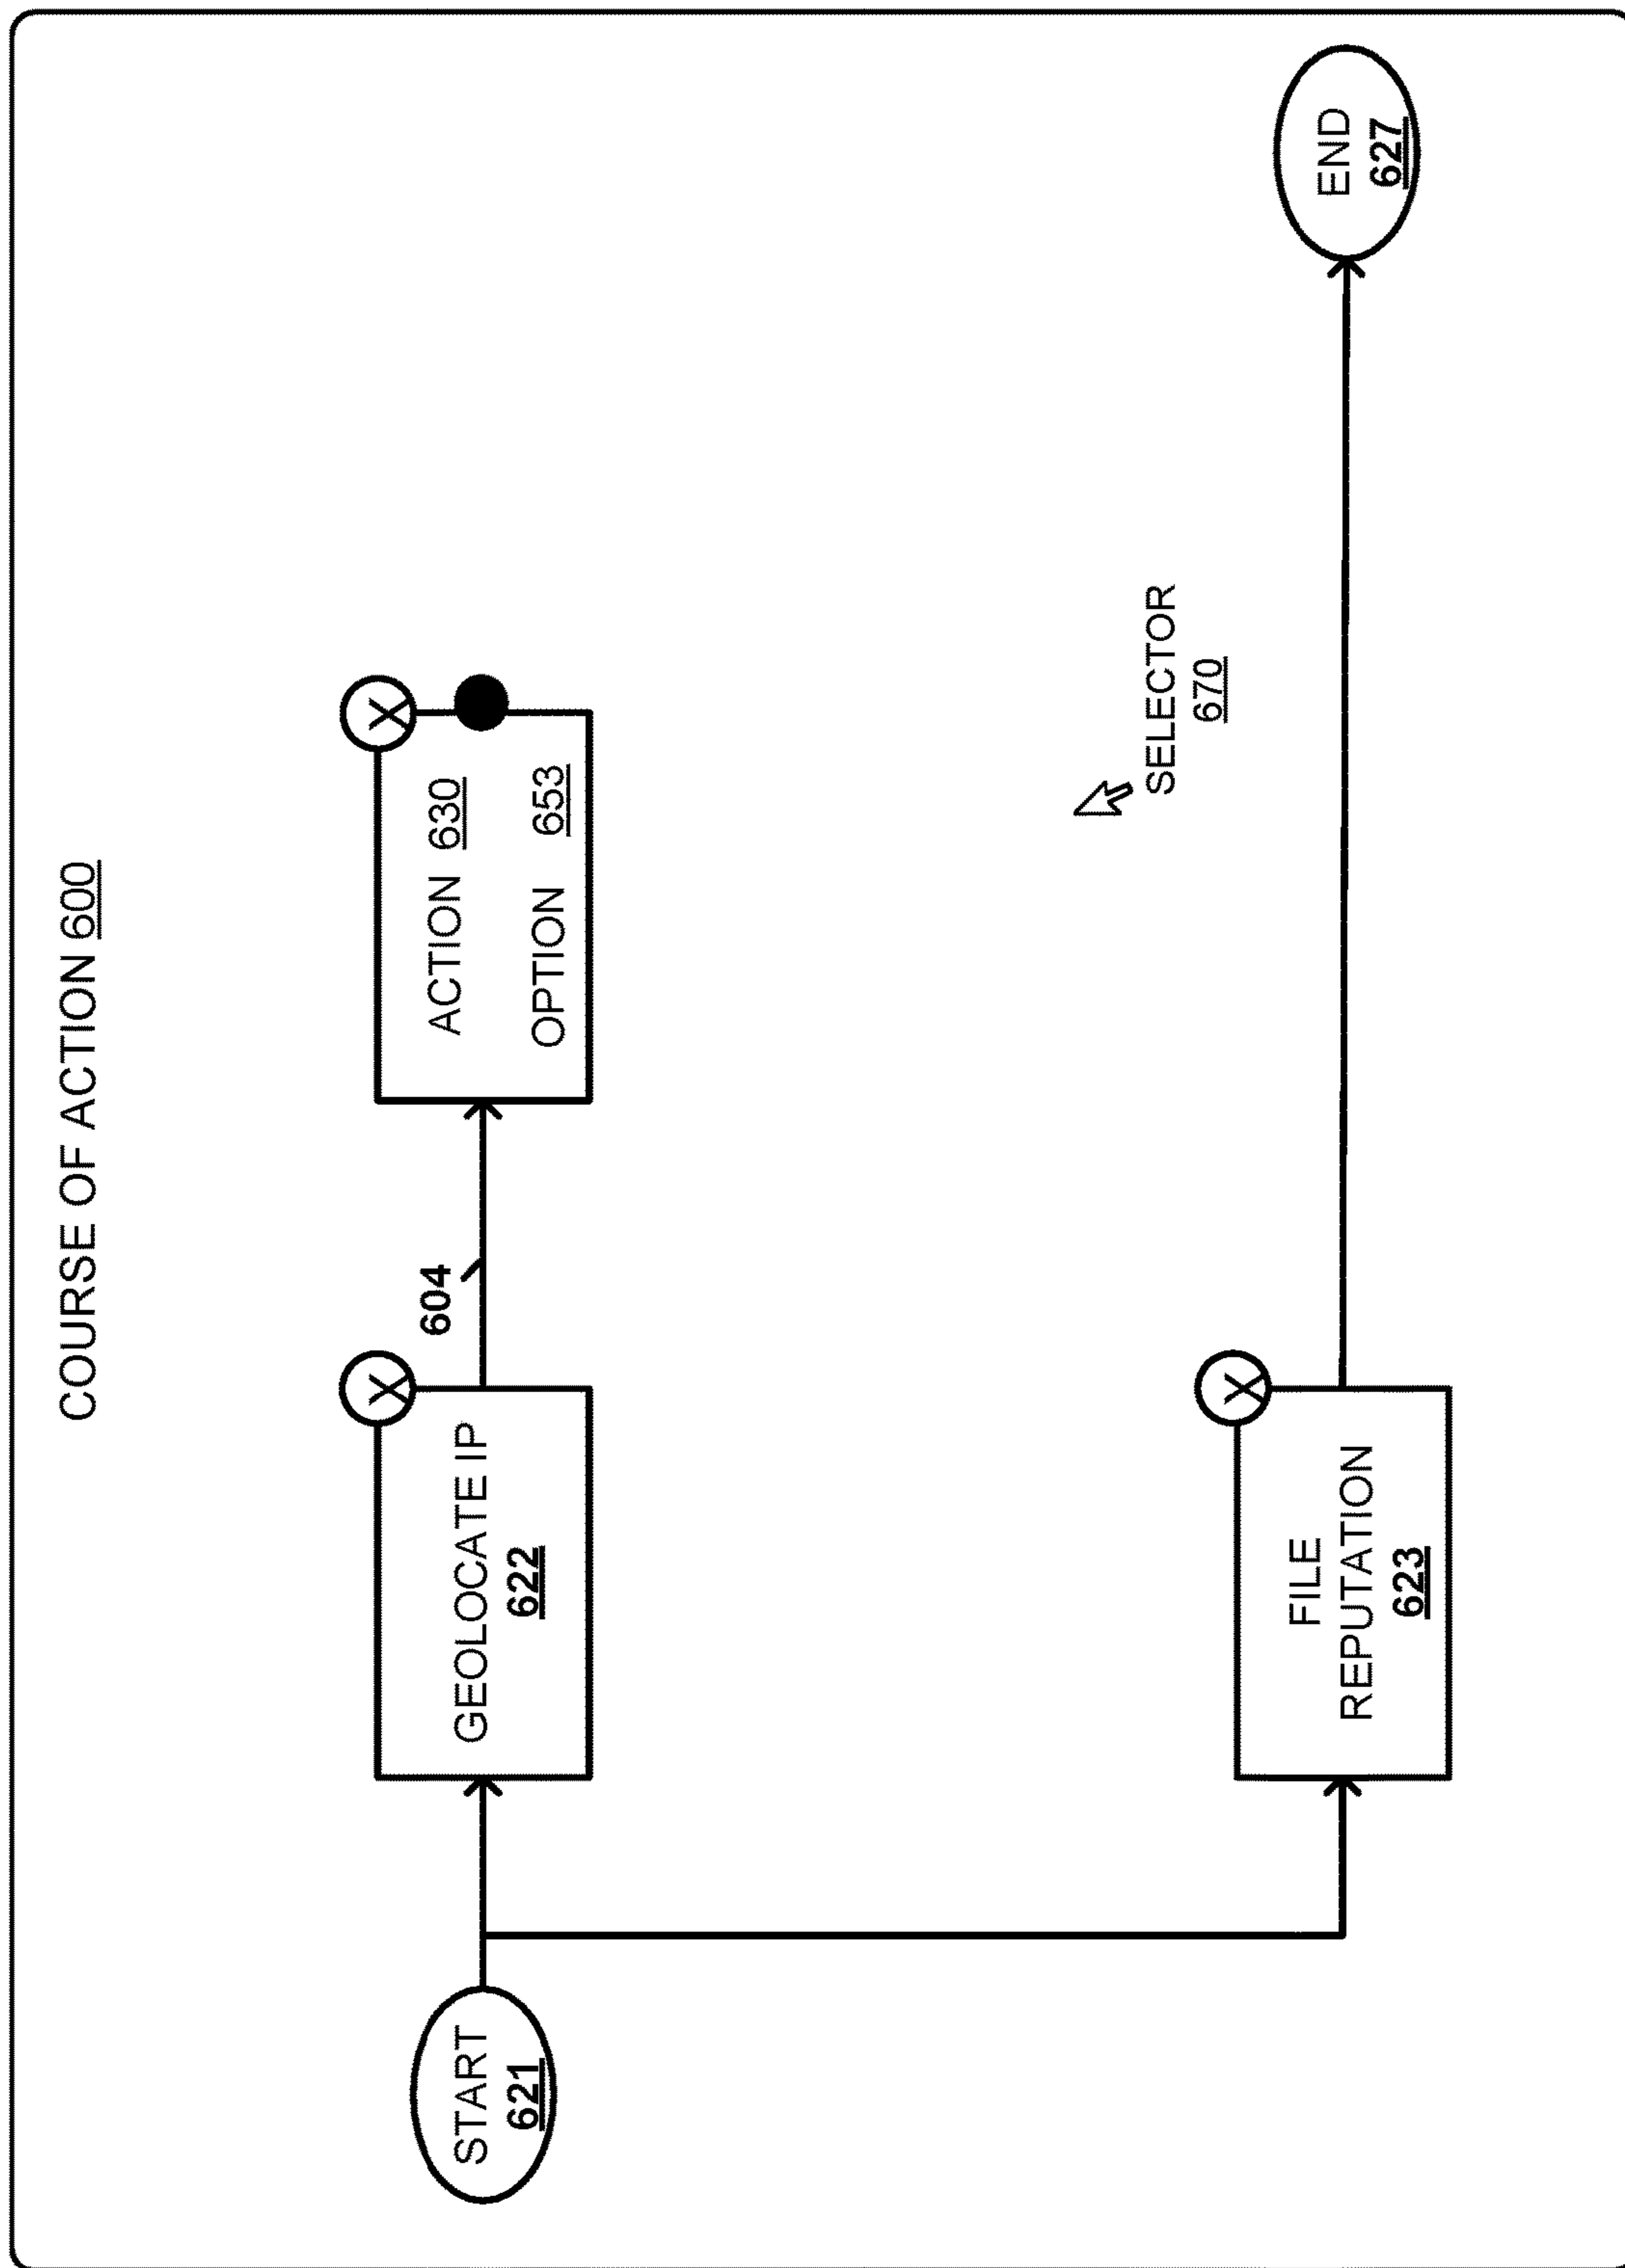 COURSE OF ACTION 600
START
621
GEOLOCATE IP
622
X
604
ACTION 630
OPTION 653
X
SELECTOR
670
FILE
REPUTATION
623
X
END
627